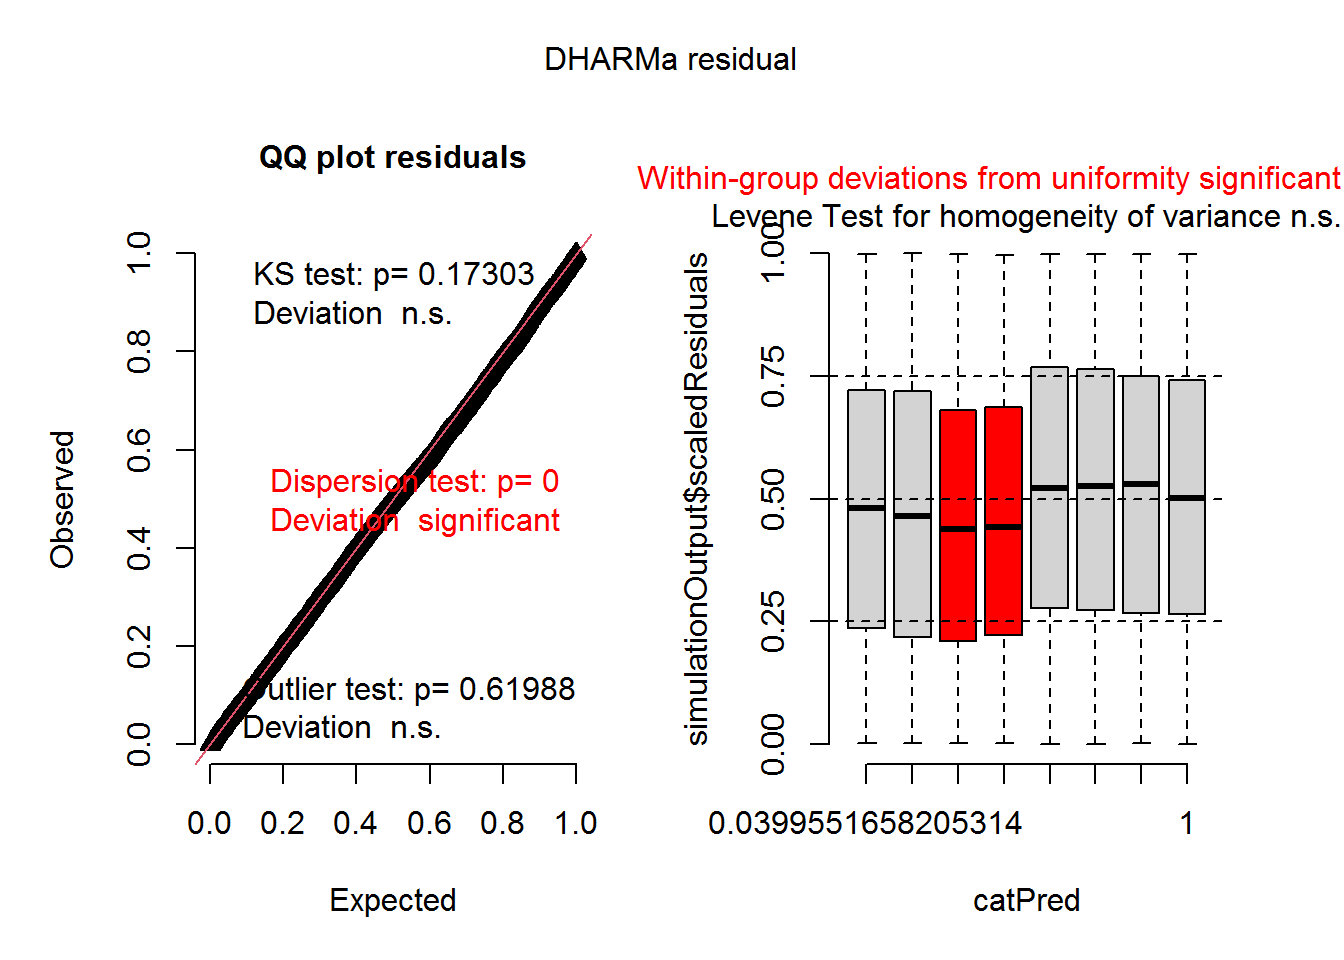 DHARMa residual
QQ plot residuals
KS test: p= 0.17303
Deviation  n.s.
Dispersion test: p= 0
Deviation  significant
Outlier test: p= 0.61988
Deviation  n.s.
Observed
0.0 0.2 0.4 0.6 0.8 1.0
0.0 0.2 0.4 0.6 0.8 1.0
Expected
Within-group deviations from uniformity significant
Levene Test for homogeneity of variance n.s.
simulationOutput$scaledResiduals
0.00 0.25 0.50 0.75 1.00
0.0399551658205314 1
catPred